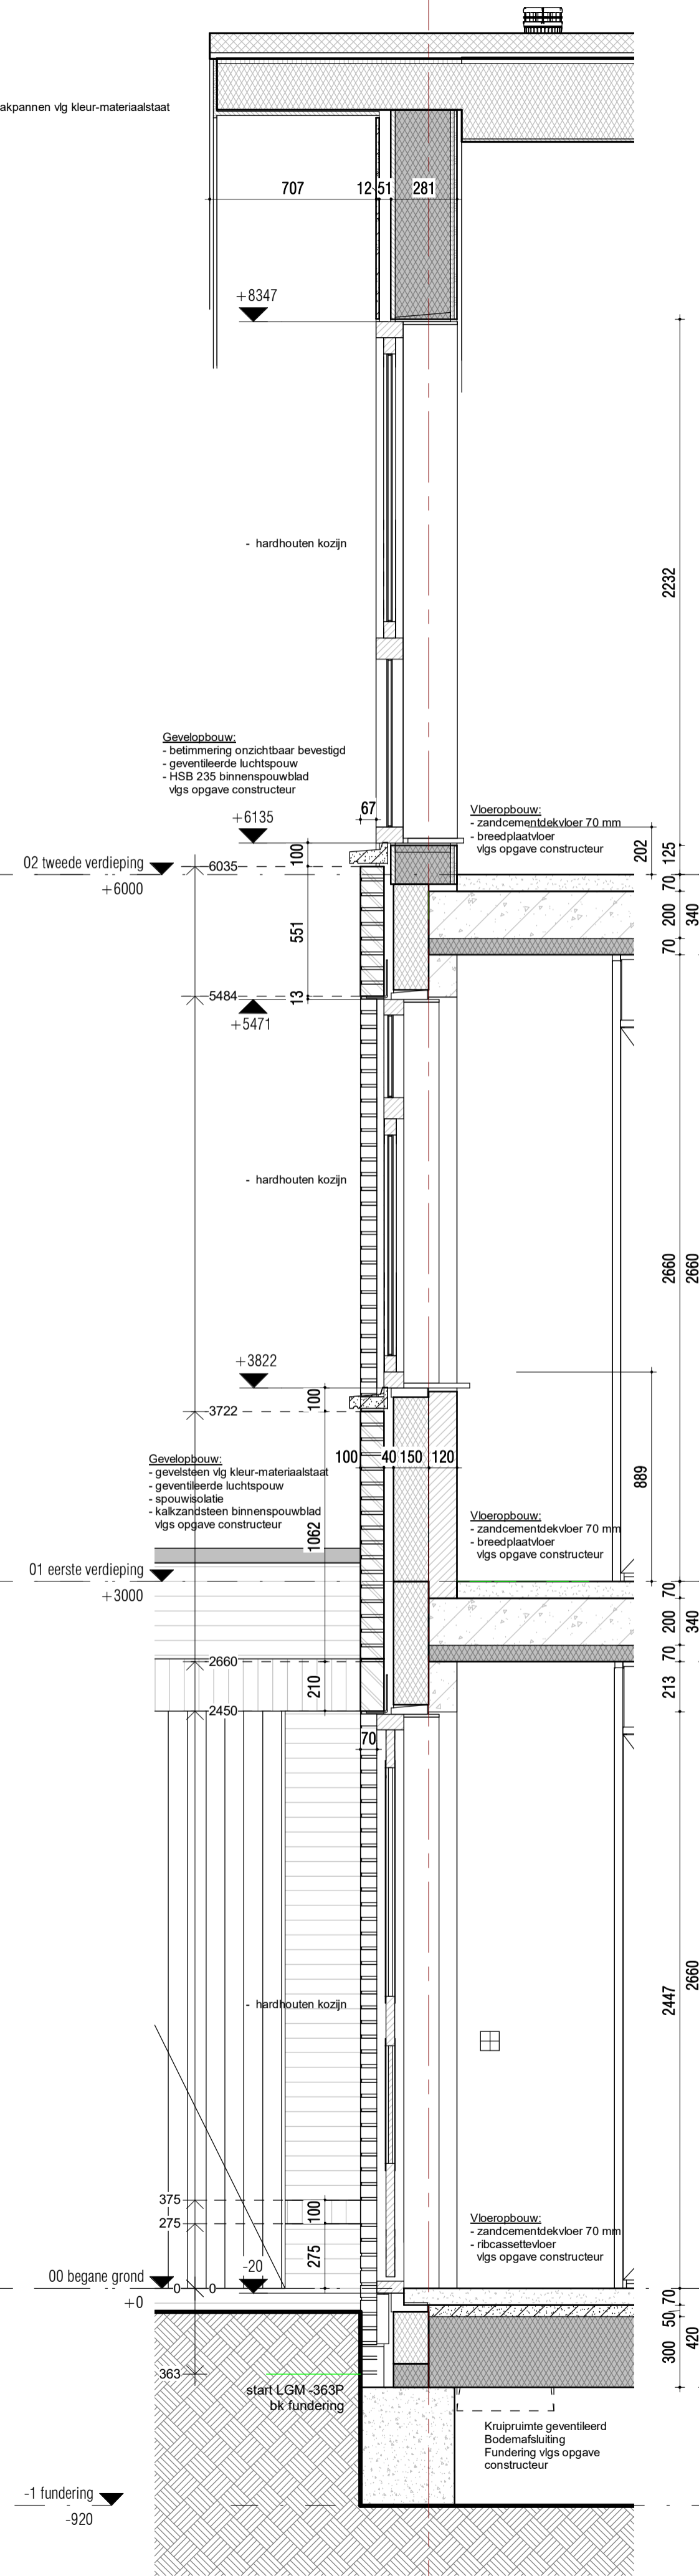 akpannen vlg kleur-materiaalstaat
707
12
51
281
+8347
2232
- hardhouten kozijn
Gevelopbouw:
- betimmering onzichtbaar bevestigd
- geventileerde luchtspouw
- HSB 235 binnenspouwblad
vlgs opgave constructeur
67
+6135
Vloeropbouw:
- zandcementdekvloer 70 mm
- breedplaatvloer
vlgs opgave constructeur
202
125
100
02 tweede verdieping
6035
+6000
70
200
340
70
551
5484
13
+5471
- hardhouten kozijn
2660
2660
+3822
100
3722
889
100
40
150
120
Gevelopbouw:
- gevelsteen vlg kleur-materiaalstaat
- geventileerde luchtspouw
- spouwisolatie
- kalkzandsteen binnenspouwblad
vlgs opgave constructeur
1062
Vloeropbouw:
- zandcementdekvloer 70 mm
- breedplaatvloer
vlgs opgave constructeur
01 eerste verdieping
+3000
70
200
340
70
2660
210
213
2450
70
2447
2660
- hardhouten kozijn
375
100
275
275
Vloeropbouw:
- zandcementdekvloer 70 mm
- ribcassettevloer
vlgs opgave constructeur
00 begane grond
-20
0
0
+0
70
50
300
420
363
start LGM -363P
bk fundering
Kruipruimte geventileerd
Bodemafsluiting
Fundering vlgs opgave
constructeur
-1 fundering
-920